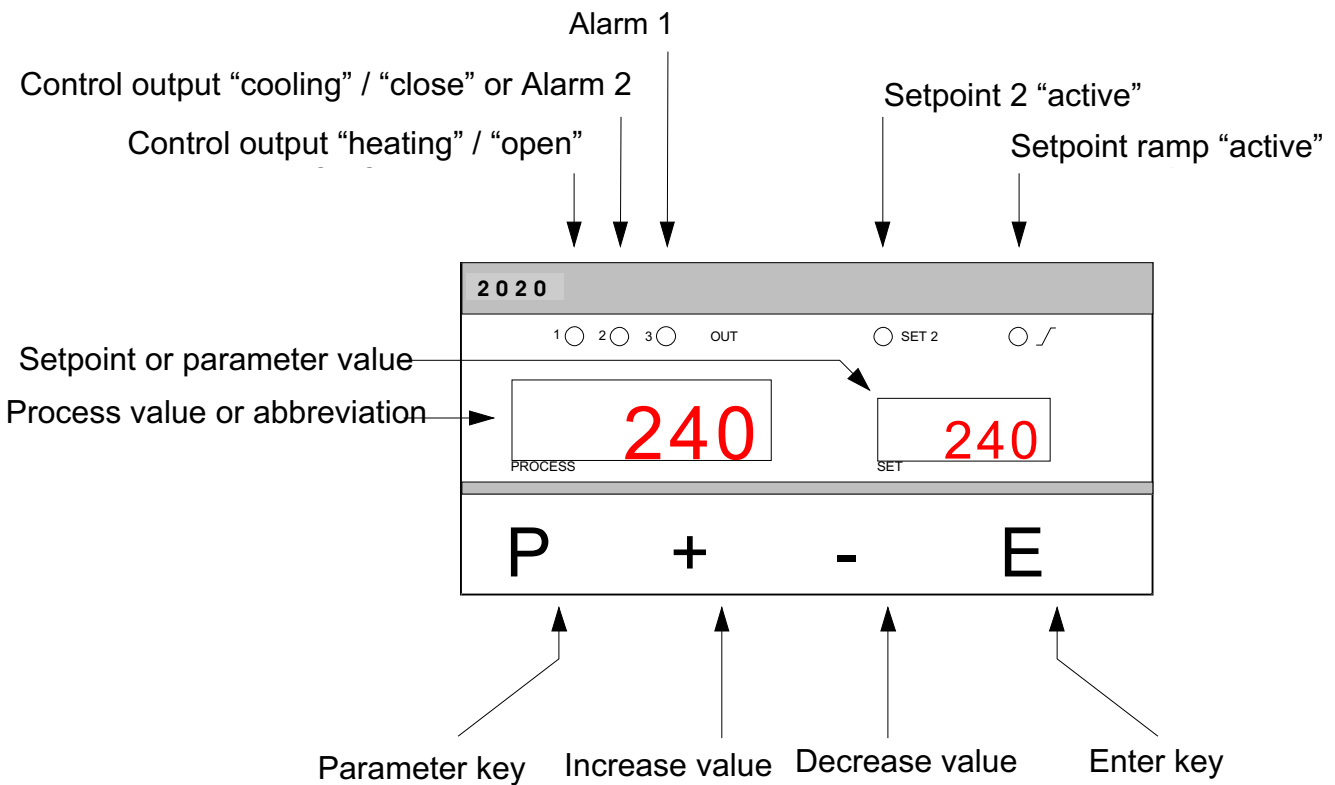 Alarm 1
Control output “cooling” / “close” or Alarm 2
Setpoint 2 “active”
Control output “heating” / “open”
Setpoint ramp “active”
2020
1 2 3 OUT SET 2
Setpoint or parameter value
Process value or abbreviation
240 240
PROCESS SET
P + - E
Parameter key Increase value Decrease value Enter key